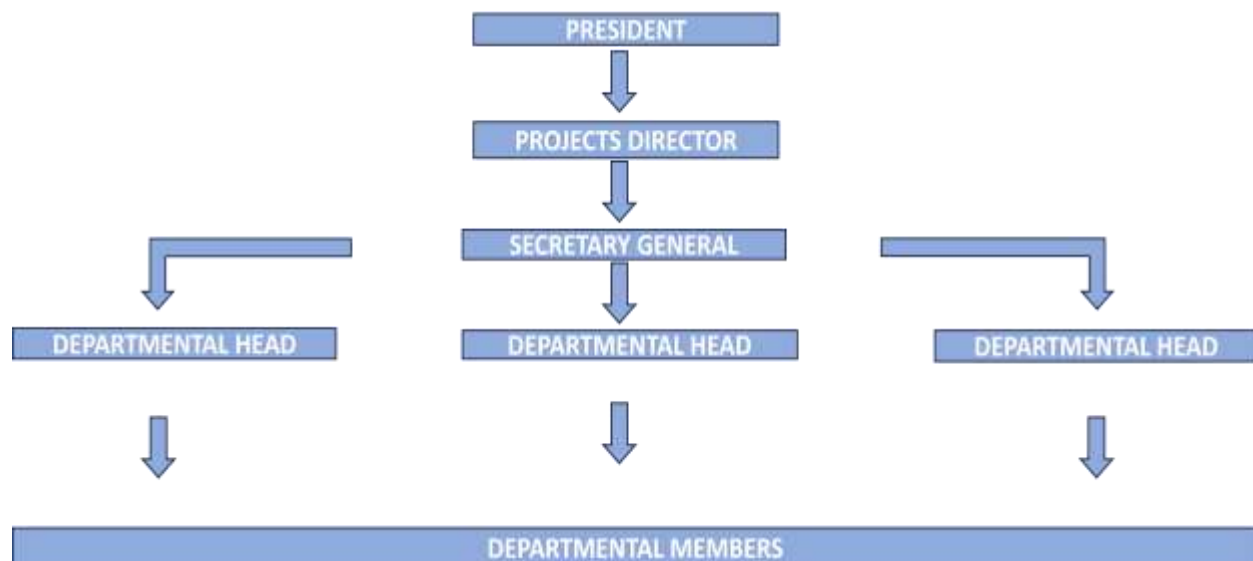 PRESIDENT
PROJECTS DIRECTOR
SECRETARY GENERAL
DEPARTMENTAL HEAD
DEPARTMENTAL HEAD
DEPARTMENTAL HEAD
DEPARTMENTAL MEMBERS